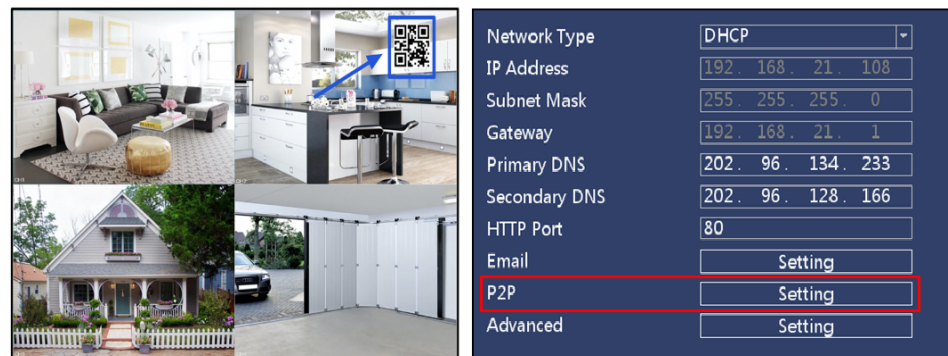 Network Type DHCP
IP Address 192. 168. 21. 108
Subnet Mask 255. 255. 255. 0
Gateway 192. 168. 21. 1
Primary DNS 202. 96. 134. 233
Secondary DNS 202. 96. 128. 166
HTTP Port 80
Email Setting
P2P Setting
Advanced Setting